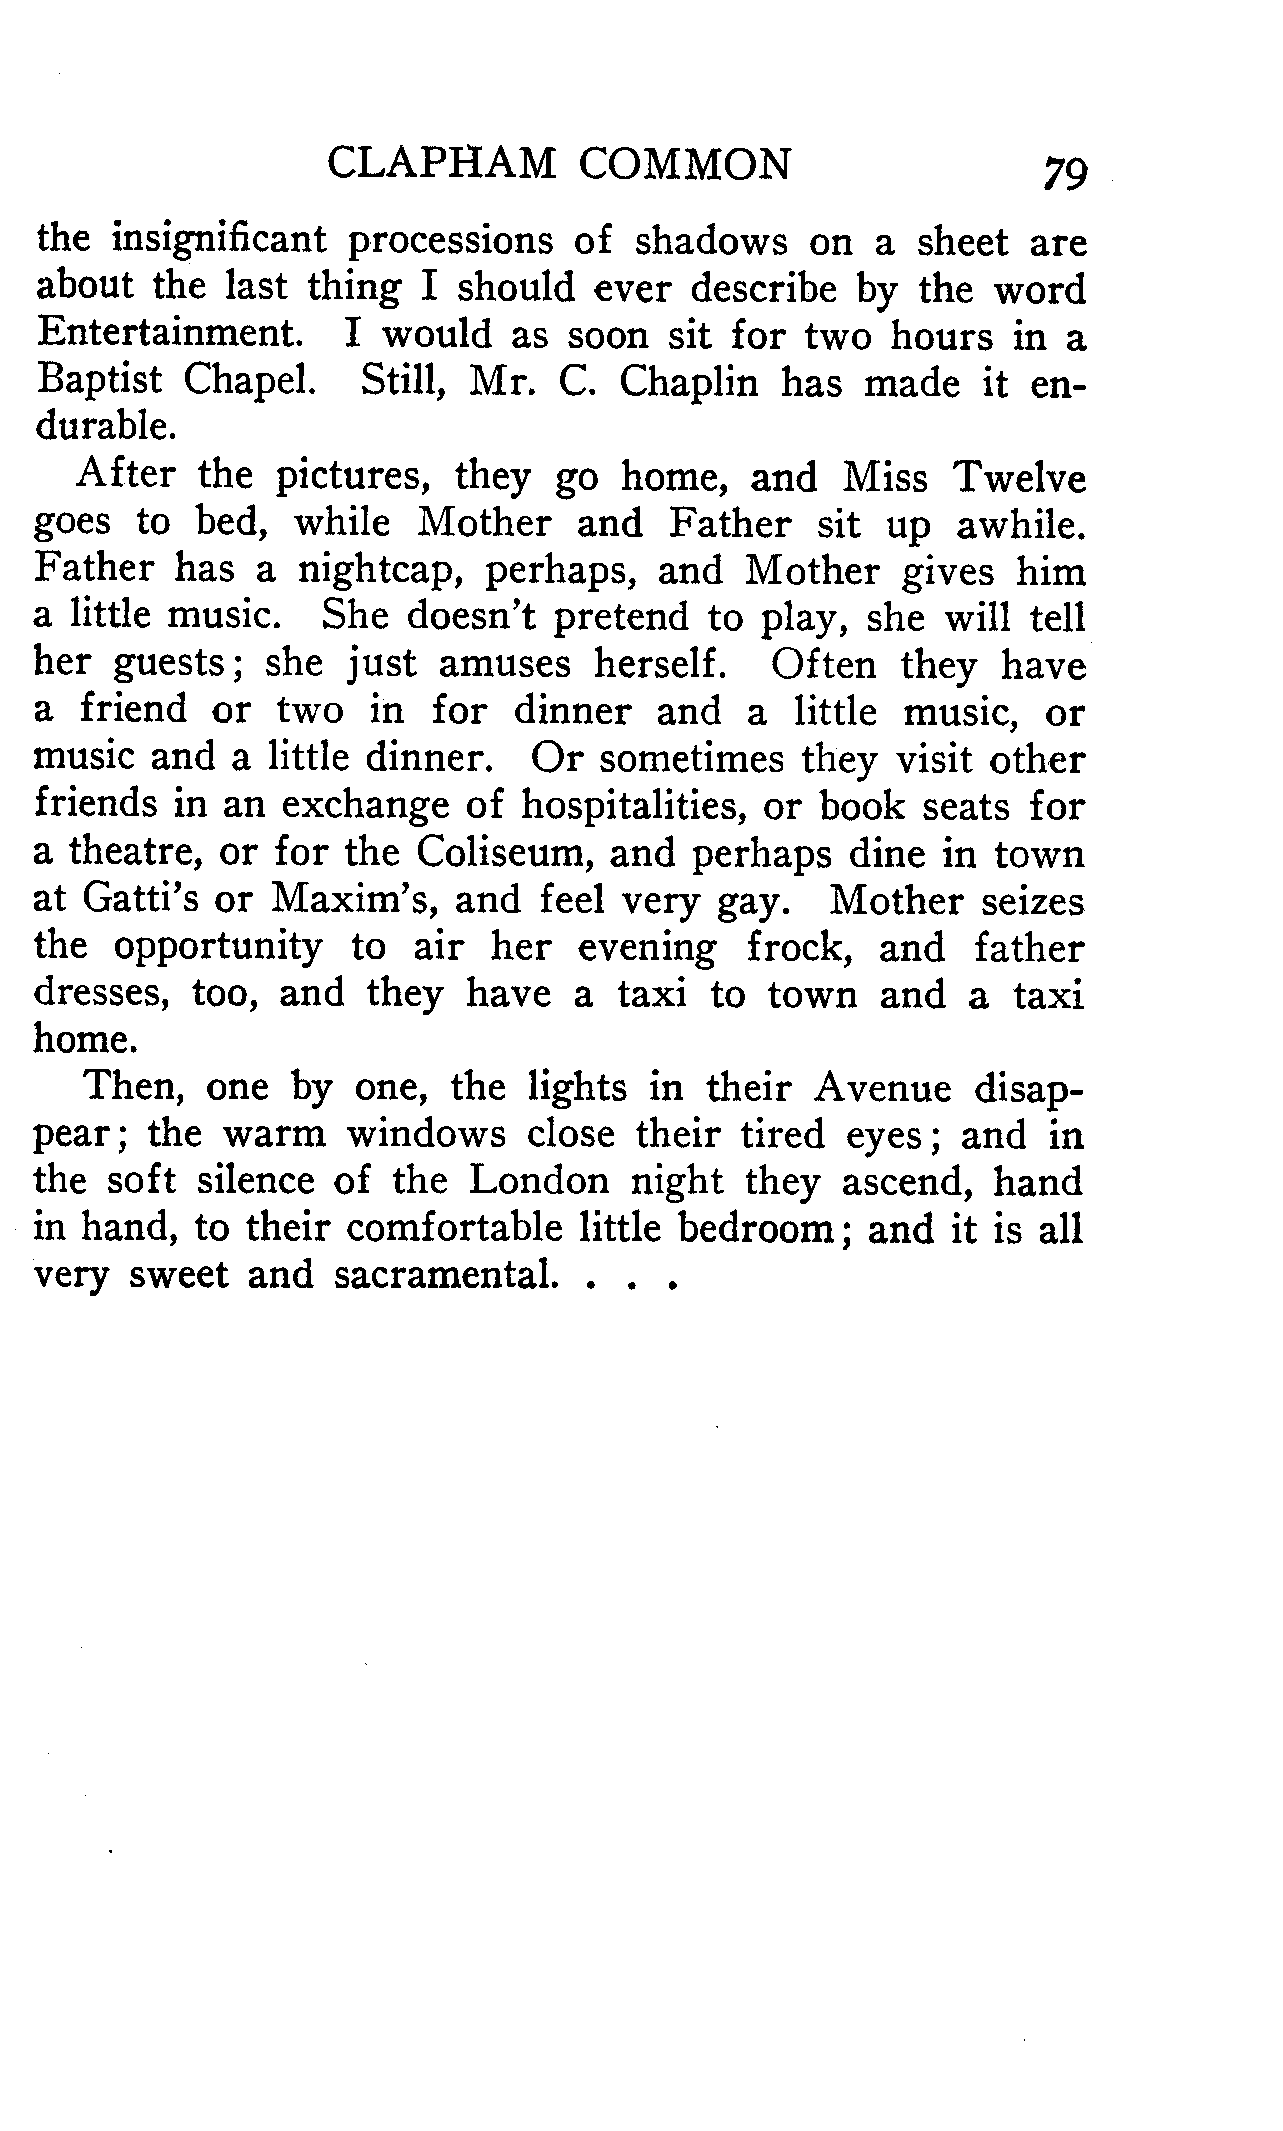 CLAPHAM COMMON 79
the insignificant processions of shadows on a sheet are
about the last thing I should ever describe by the word
Entertainment. I would as soon sit for two hours in a
Baptist Chapel. Still, Mr. C. Chaplin has made it en-
durable.
After the pictures, they go home, and Miss Twelve
goes to bed, while Mother and Father sit up awhile.
Father has a nightcap, perhaps, and Mother gives him
a little music. She doesn't pretend to play, she will tell
her guests; she just amuses herself. Often they have
a friend or two in for dinner and a little music, or
music and a little dinner. Or sometimes they visit other
friends in an exchange of hospitalities, or book seats for
a theatre, or for the Coliseum, and perhaps dine in town
at Gatti's or Maxim's, and feel very gay. Mother seizes
the opportunity to air her evening frock, and father
dresses, too, and they have a taxi to town and a taxi
home.
Then, one by one, the lights in their Avenue disap-
pear; the warm windows close their tired eyes; and in
the soft silence of the London night they ascend, hand
in hand, to their comfortable little bedroom; and it is all
very sweet and sacramental. . . .